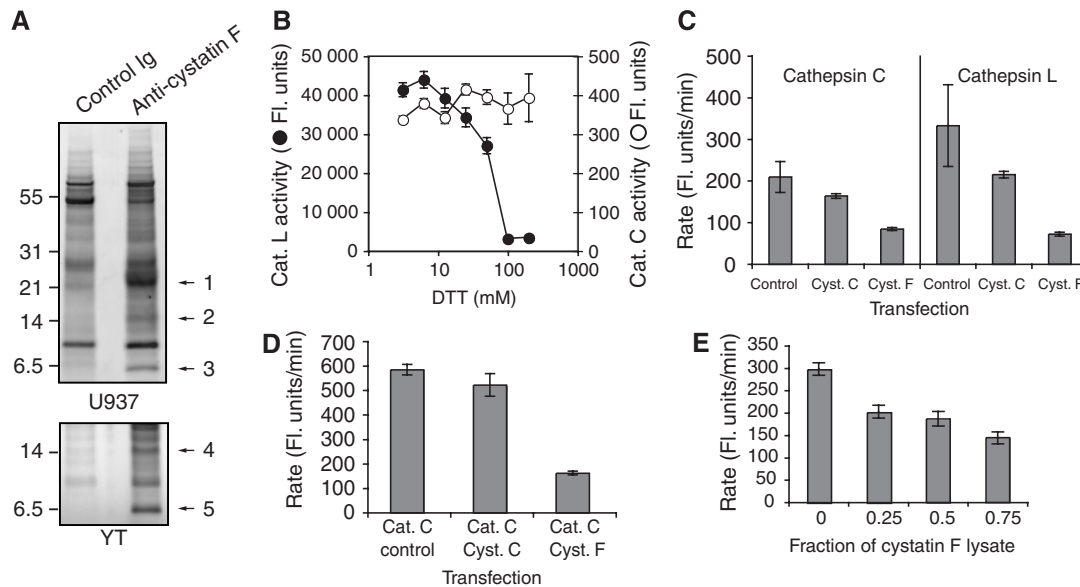 A
Control Ig
Anti-cystatin F
55
31
21
14
6.5
1
2
3
U937
14
6.5
4
5
YT
B
Cat. L activity (● Fl. units)
50 000
40 000
30 000
20 000
10 000
0
500
400
300
200
100
0
Cat. C activity (○ Fl. units)
1
10
100
1000
DTT (mM)
C
Rate (Fl. units/min)
500
400
300
200
100
0
Cathepsin C
Cathepsin L
Control
Cyst. C
Cyst. F
Control
Cyst. C
Cyst. F
Transfection
D
Rate (Fl. units/min)
700
600
500
400
300
200
100
0
Cat. C control
Cat. C Cyst. C
Cat. C Cyst. F
Transfection
E
Rate (Fl. units/min)
350
300
250
200
150
100
50
0
0
0.25
0.5
0.75
Fraction of cystatin F lysate